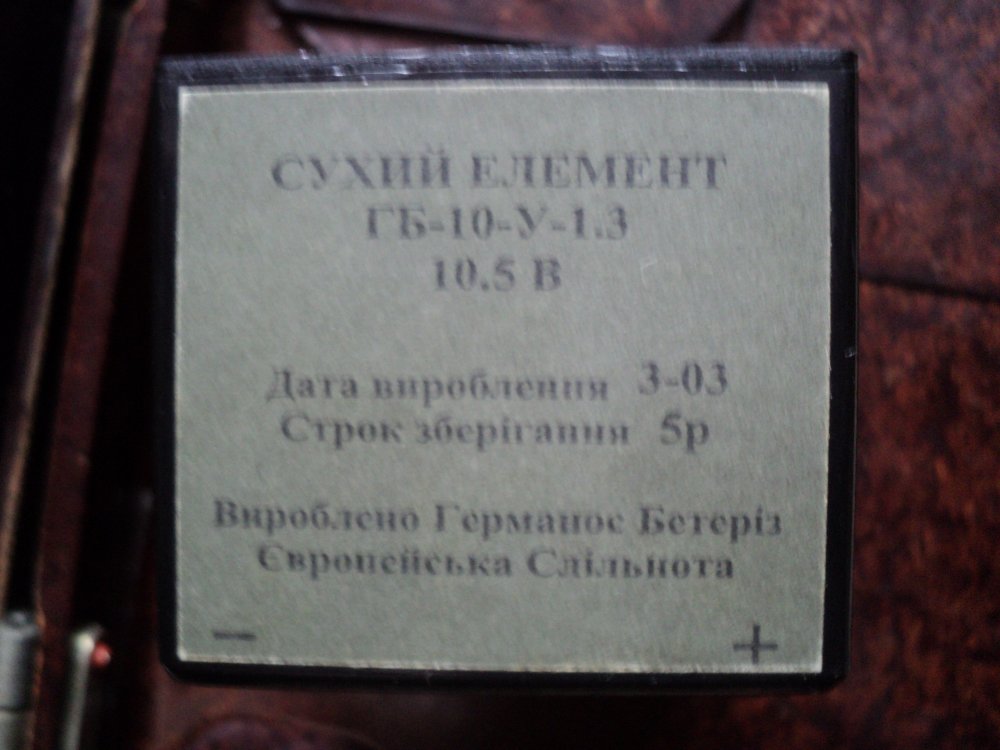 СУХИЙ ЕЛЕМЕНТ
ГБ-10-У-1.3
10.5 В
Дата вироблення 3-03
Строк зберігання 5р
Вироблено Германос Бетеріз
Європейська Слільнота
− +